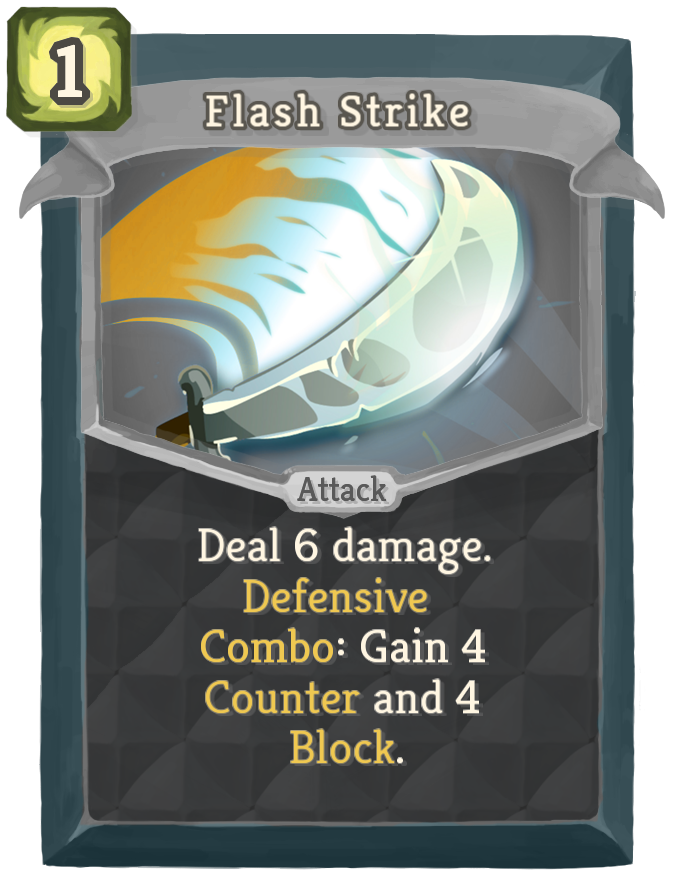 1
Flash Strike
Attack
Deal 6 damage.
Defensive
Combo: Gain 4
Counter and 4
Block.